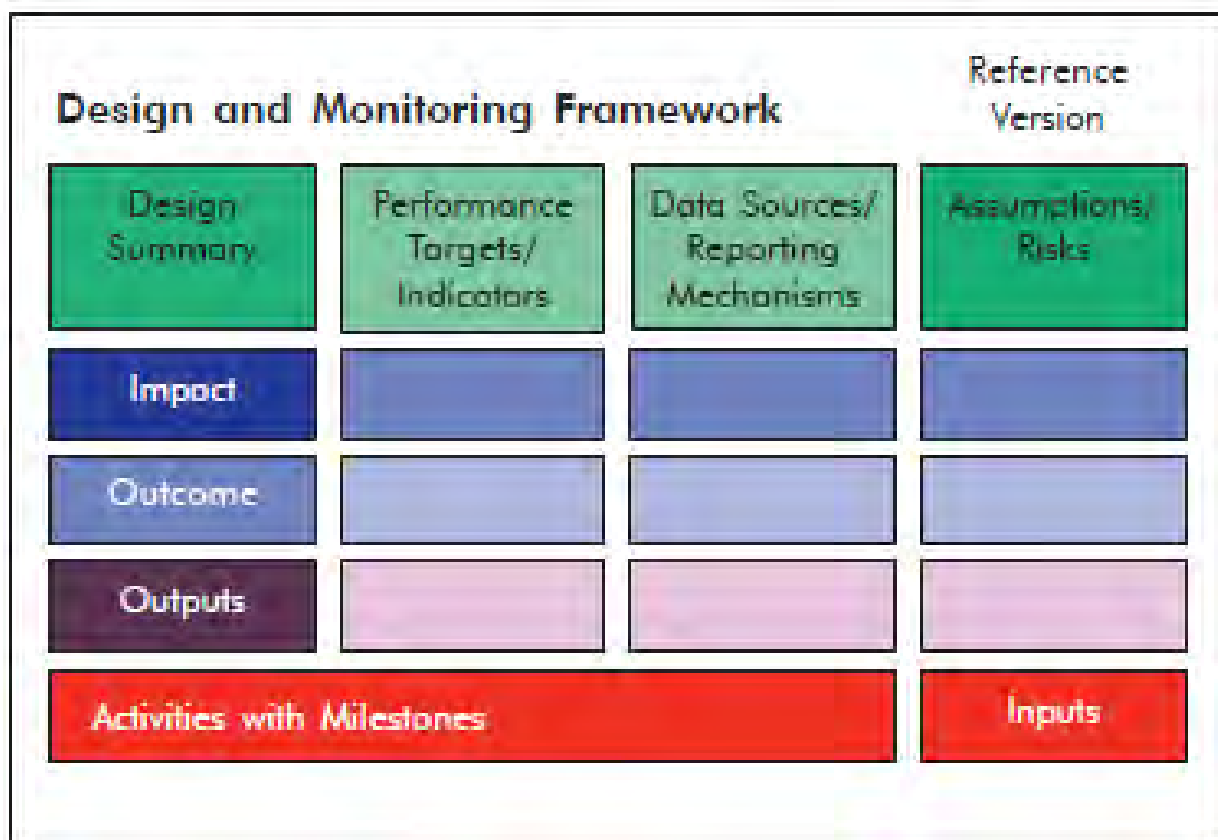 Reference
Version
Design and Monitoring Framework
Design
Summary
Performance
Targets/
Indicators
Data Sources/
Reporting
Mechanisms
Assumptions/
Risks
Impact
Outcome
Outputs
Activities with Milestones
Inputs